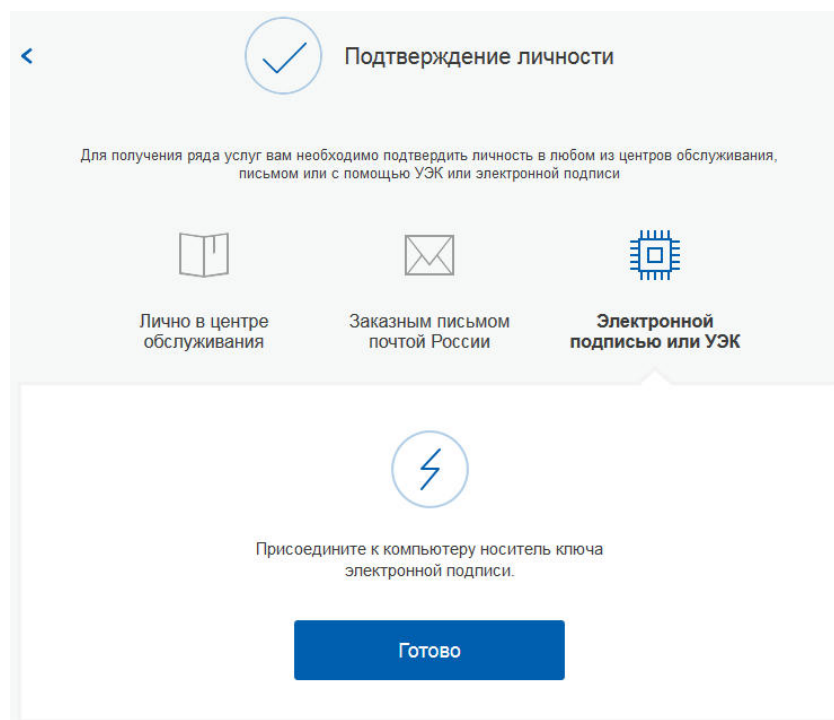 Подтверждение личности
Для получения ряда услуг вам необходимо подтвердить личность в любом из центров обслуживания,
письмом или с помощью УЭК или электронной подписи
Лично в центре
обслуживания
Заказным письмом
почтой России
Электронной
подписью или УЭК
Присоедините к компьютеру носитель ключа
электронной подписи.
Готово